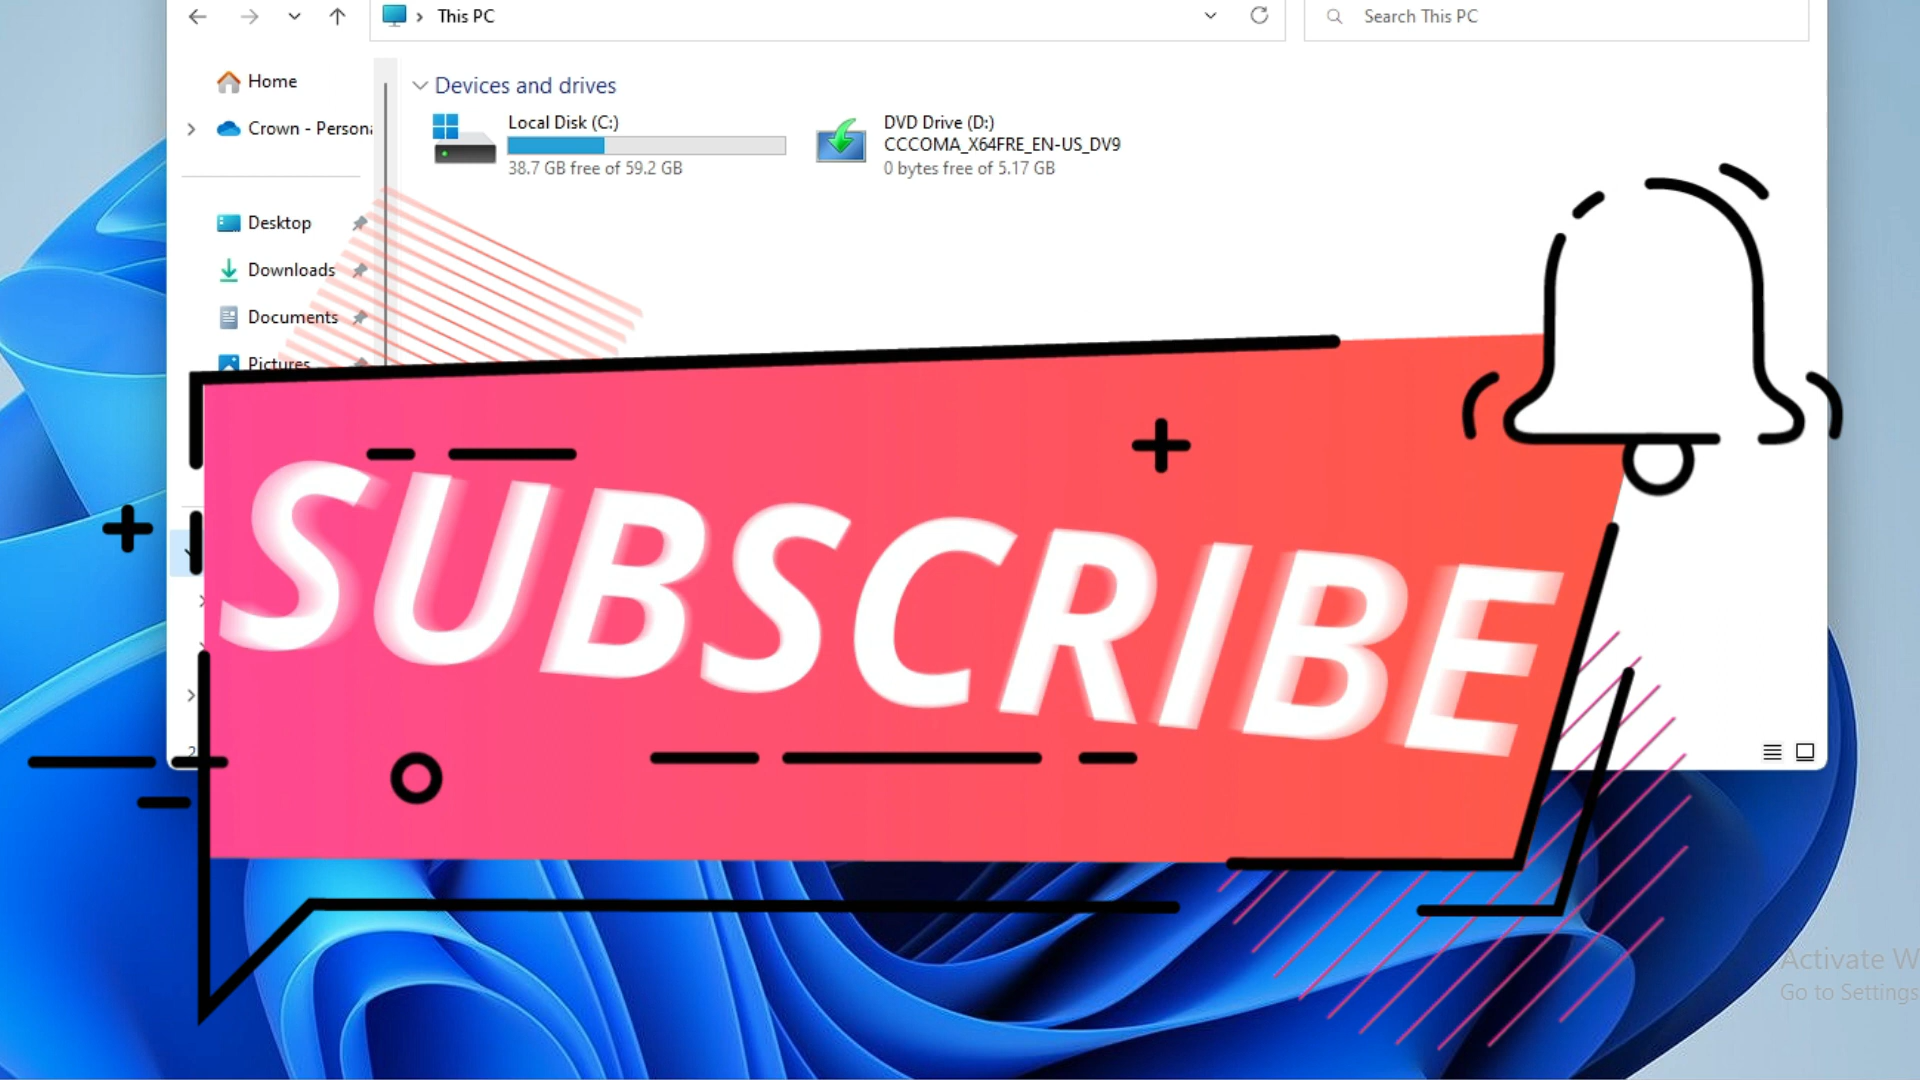 This PC
Search This PC
Home
Crown - Persona
Devices and drives
Local Disk (C:)
38.7 GB free of 59.2 GB
DVD Drive (D:)
CCCOMA_X64FRE_EN-US_DV9
0 bytes free of 5.17 GB
Desktop
Downloads
Documents
Pictures
SUBSCRIBE
2
Activate W
Go to Settings